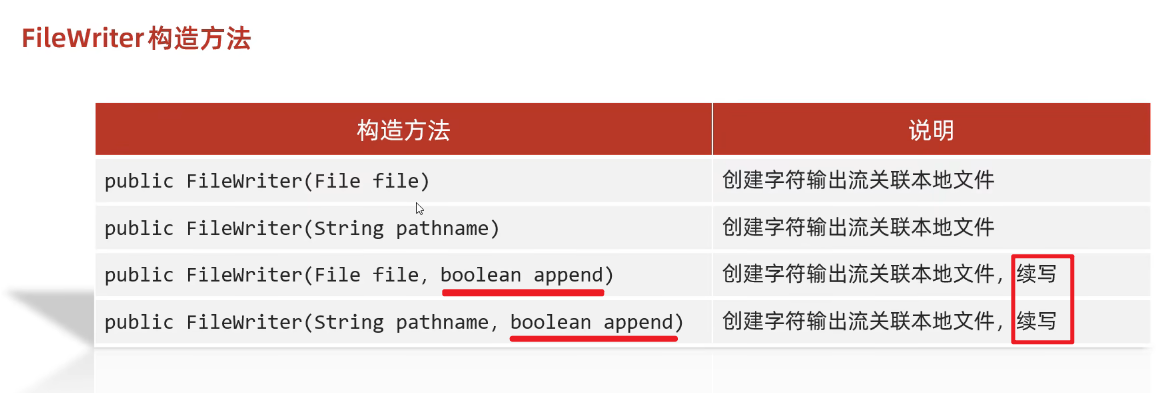 FileWriter构造方法
构造方法 说明
public FileWriter(File file) 创建字符输出流关联本地文件
public FileWriter(String pathname) 创建字符输出流关联本地文件
public FileWriter(File file, boolean append) 创建字符输出流关联本地文件，续写
public FileWriter(String pathname, boolean append) 创建字符输出流关联本地文件，续写